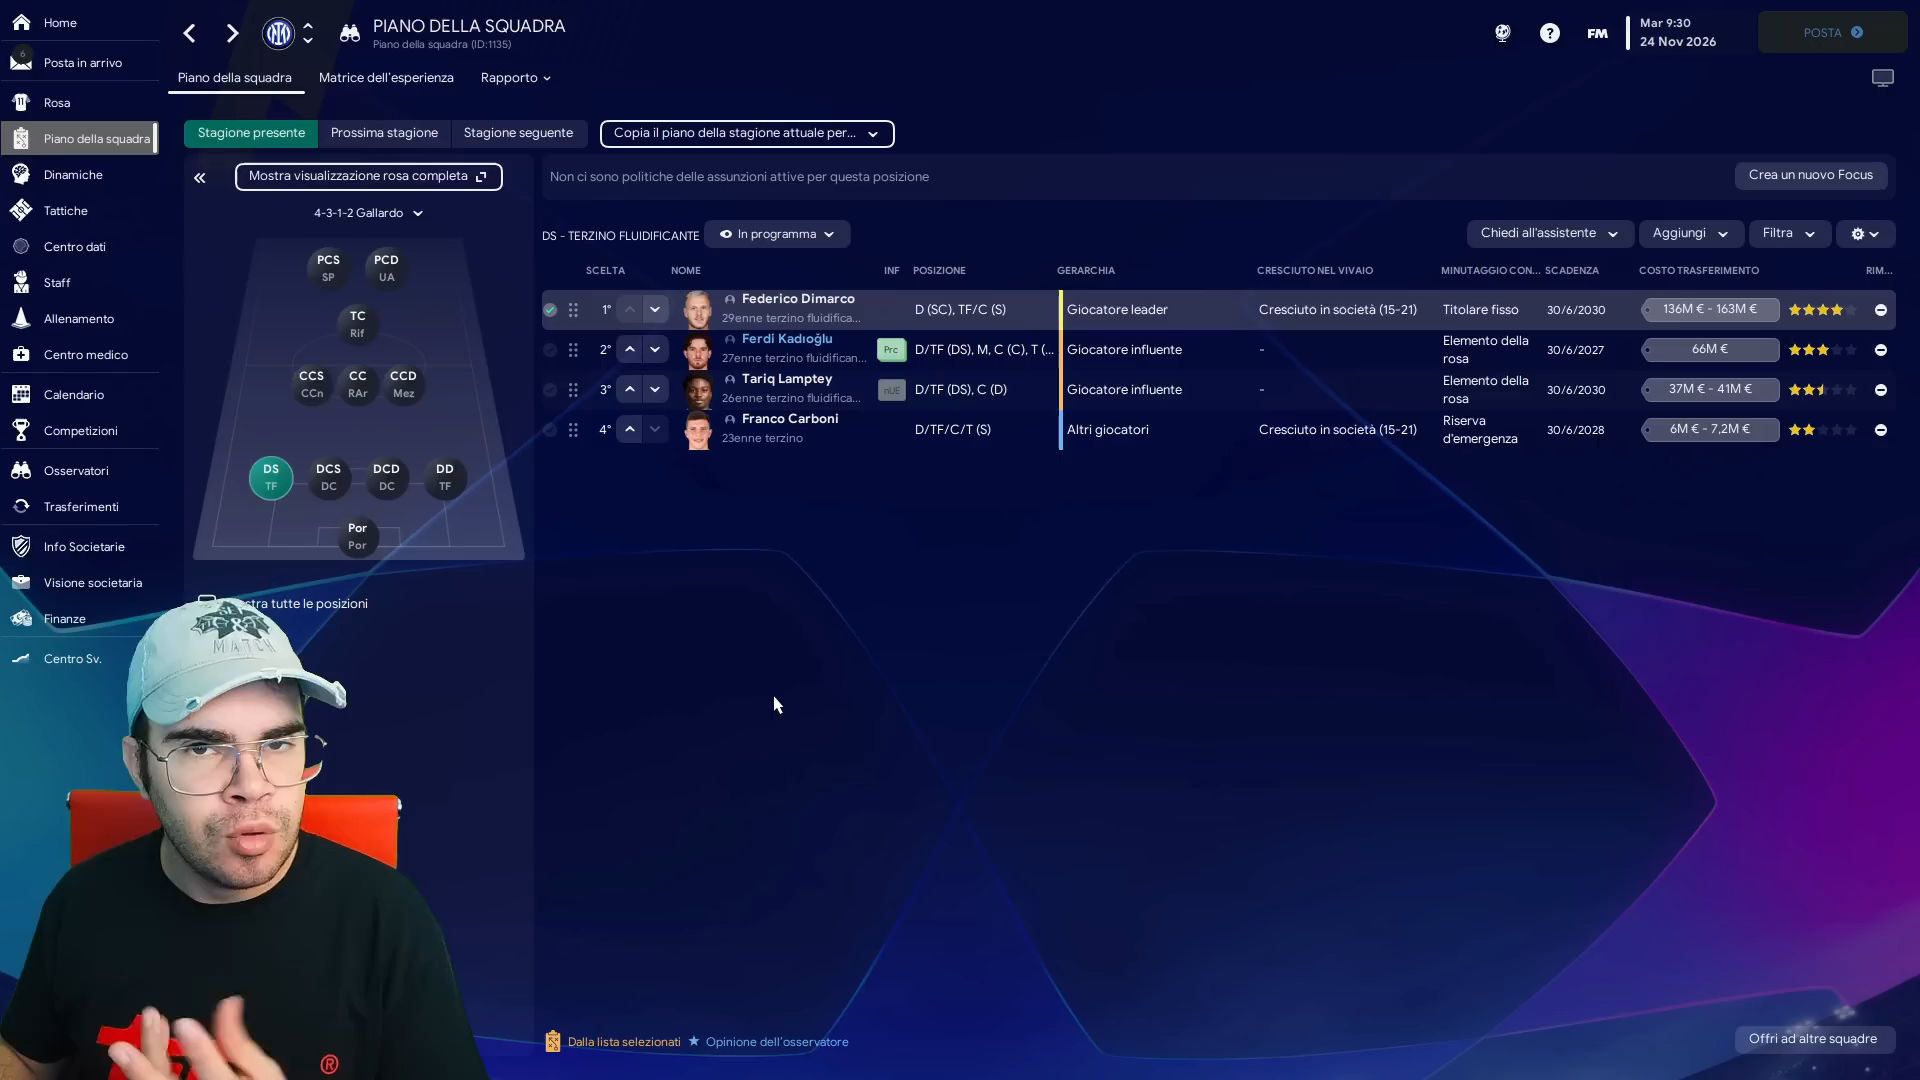 Home
6
Posta in arrivo
Rosa
Piano della squadra
Dinamiche
Tattiche
Centro dati
Staff
Allenamento
Centro medico
Calendario
Competizioni
Osservatori
Trasferimenti
Info Societarie
Visione societaria
Finanze
Centro Sv.
PIANO DELLA SQUADRA
Piano della squadra (ID:1135)
FM
Mar 9:30
24 Nov 2026
POSTA
Piano della squadra
Matrice dell'esperienza
Rapporto
Stagione presente
Prossima stagione
Stagione seguente
Copia il piano della stagione attuale per...
Mostra visualizzazione rosa completa
4-3-1-2 Gallardo
PCS
SP
PCD
UA
TC
Rif
CCS
CCn
CC
RAr
CCD
Mez
DS
TF
DCS
DC
DCD
DC
DD
TF
Por
Por
stra tutte le posizioni
Non ci sono politiche delle assunzioni attive per questa posizione
Crea un nuovo Focus
DS - TERZINO FLUIDIFICANTE
In programma
Chiedi all'assistente
Aggiungi
Filtra
SCELTA NOME INF POSIZIONE GERARCHIA CRESCIUTO NEL VIVAIO MINUTAGGIO CON... SCADENZA COSTO TRASFERIMENTO RIM...
1° Federico Dimarco
29enne terzino fluidifica...
D (SC), TF/C (S) Giocatore leader Cresciuto in società (15-21) Titolare fisso 30/6/2030 136M € - 163M €
2° Ferdi Kadıoğlu
27enne terzino fluidifican...
Prc D/TF (DS), M, C (C), T (... Giocatore influente - Elemento della
rosa
30/6/2027 66M €
3° Tariq Lamptey
26enne terzino fluidifica...
nUE D/TF (DS), C (D) Giocatore influente - Elemento della
rosa
30/6/2030 37M € - 41M €
4° Franco Carboni
23enne terzino
D/TF/C/T (S) Altri giocatori Cresciuto in società (15-21) Riserva
d'emergenza
30/6/2028 6M € - 7,2M €
MATCH
®
Dalla lista selezionati
Opinione dell'osservatore
Offri ad altre squadre